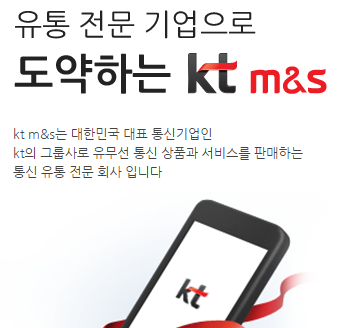 유통 전문 기업으로
도약하는 kt m&s
kt m&s는 대한민국 대표 통신기업인
kt의 그룹사로 유무선 통신 상품과 서비스를 판매하는
통신 유통 전문 회사 입니다
kt